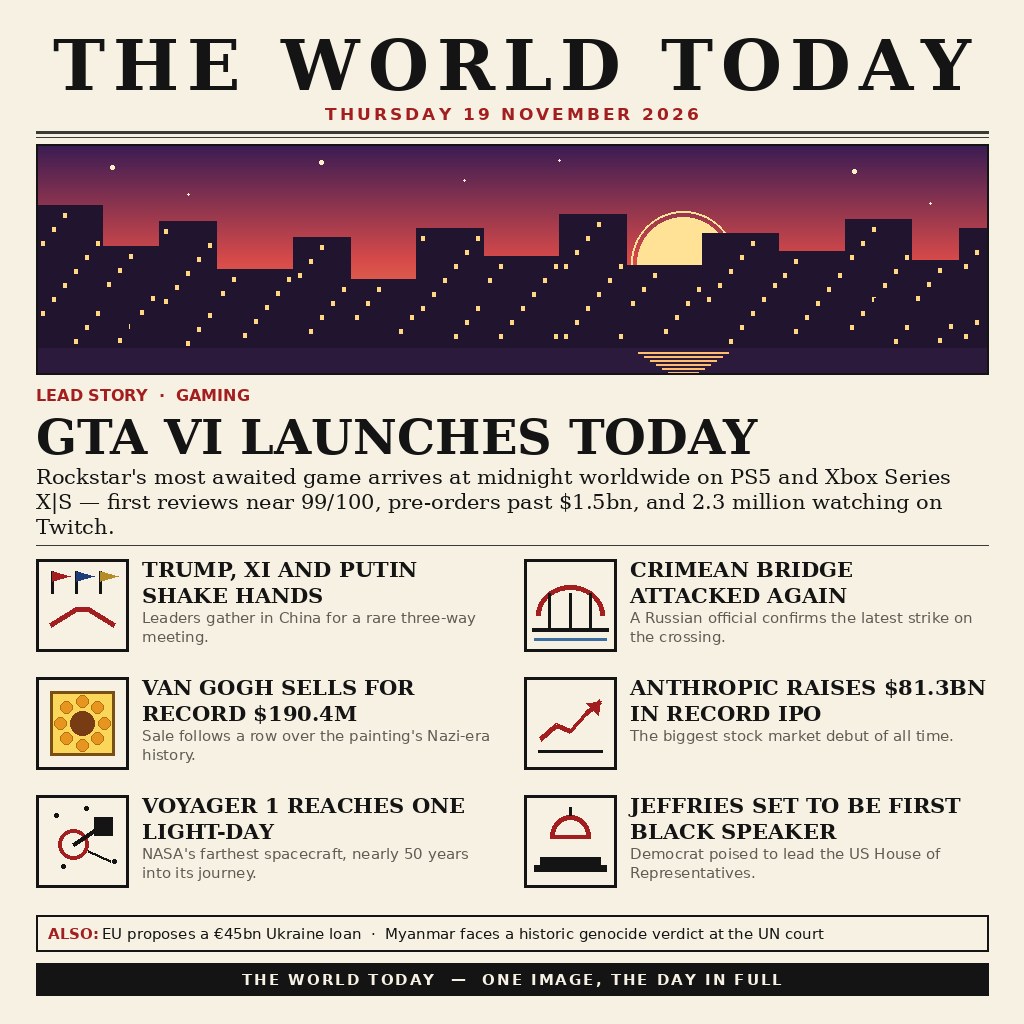 THE WORLD TODAY
THURSDAY 19 NOVEMBER 2026
LEAD STORY · GAMING
GTA VI LAUNCHES TODAY
Rockstar's most awaited game arrives at midnight worldwide on PS5 and Xbox Series
X|S — first reviews near 99/100, pre-orders past $1.5bn, and 2.3 million watching on
Twitch.
TRUMP, XI AND PUTIN
SHAKE HANDS
Leaders gather in China for a rare three-way
meeting.
CRIMEAN BRIDGE
ATTACKED AGAIN
A Russian official confirms the latest strike on
the crossing.
VAN GOGH SELLS FOR
RECORD $190.4M
Sale follows a row over the painting's Nazi-era
history.
ANTHROPIC RAISES $81.3BN
IN RECORD IPO
The biggest stock market debut of all time.
VOYAGER 1 REACHES ONE
LIGHT-DAY
NASA's farthest spacecraft, nearly 50 years
into its journey.
JEFFRIES SET TO BE FIRST
BLACK SPEAKER
Democrat poised to lead the US House of
Representatives.
ALSO: EU proposes a €45bn Ukraine loan · Myanmar faces a historic genocide verdict at the UN court
THE WORLD TODAY — ONE IMAGE, THE DAY IN FULL